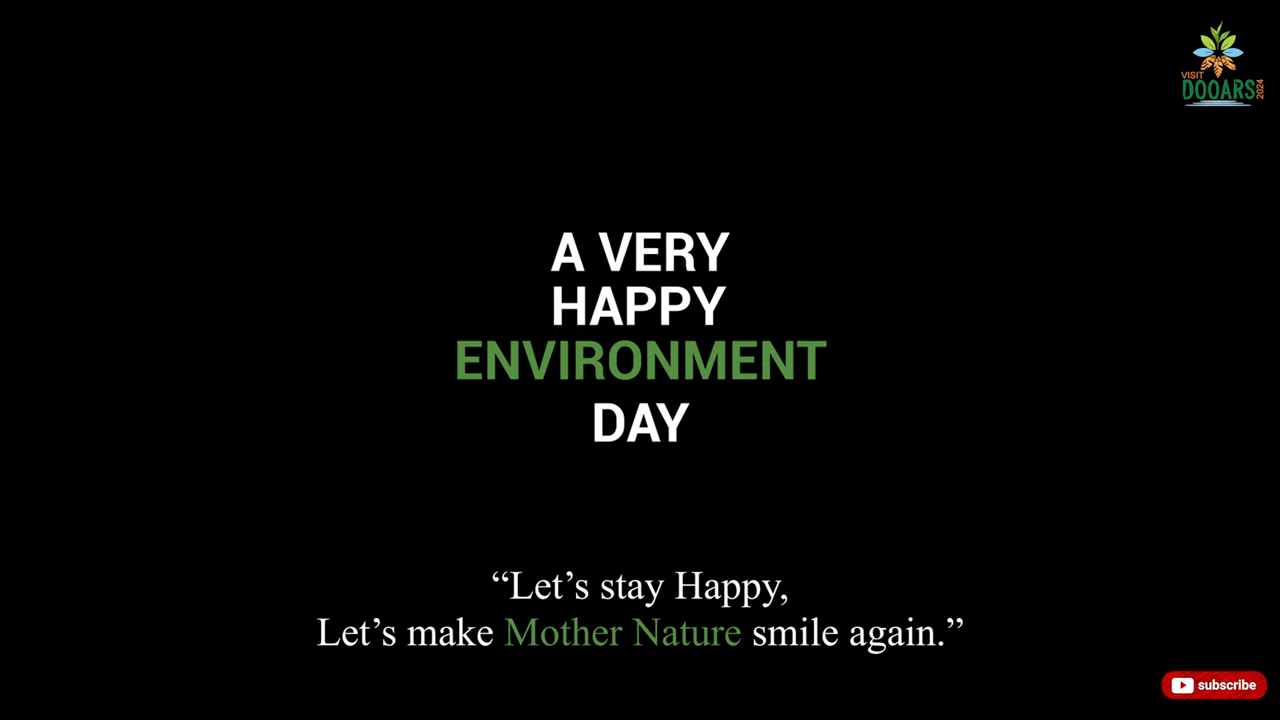 VISIT
DOOARS
2024
A VERY
HAPPY
ENVIRONMENT
DAY
“Let’s stay Happy,
Let’s make Mother Nature smile again.”
subscribe